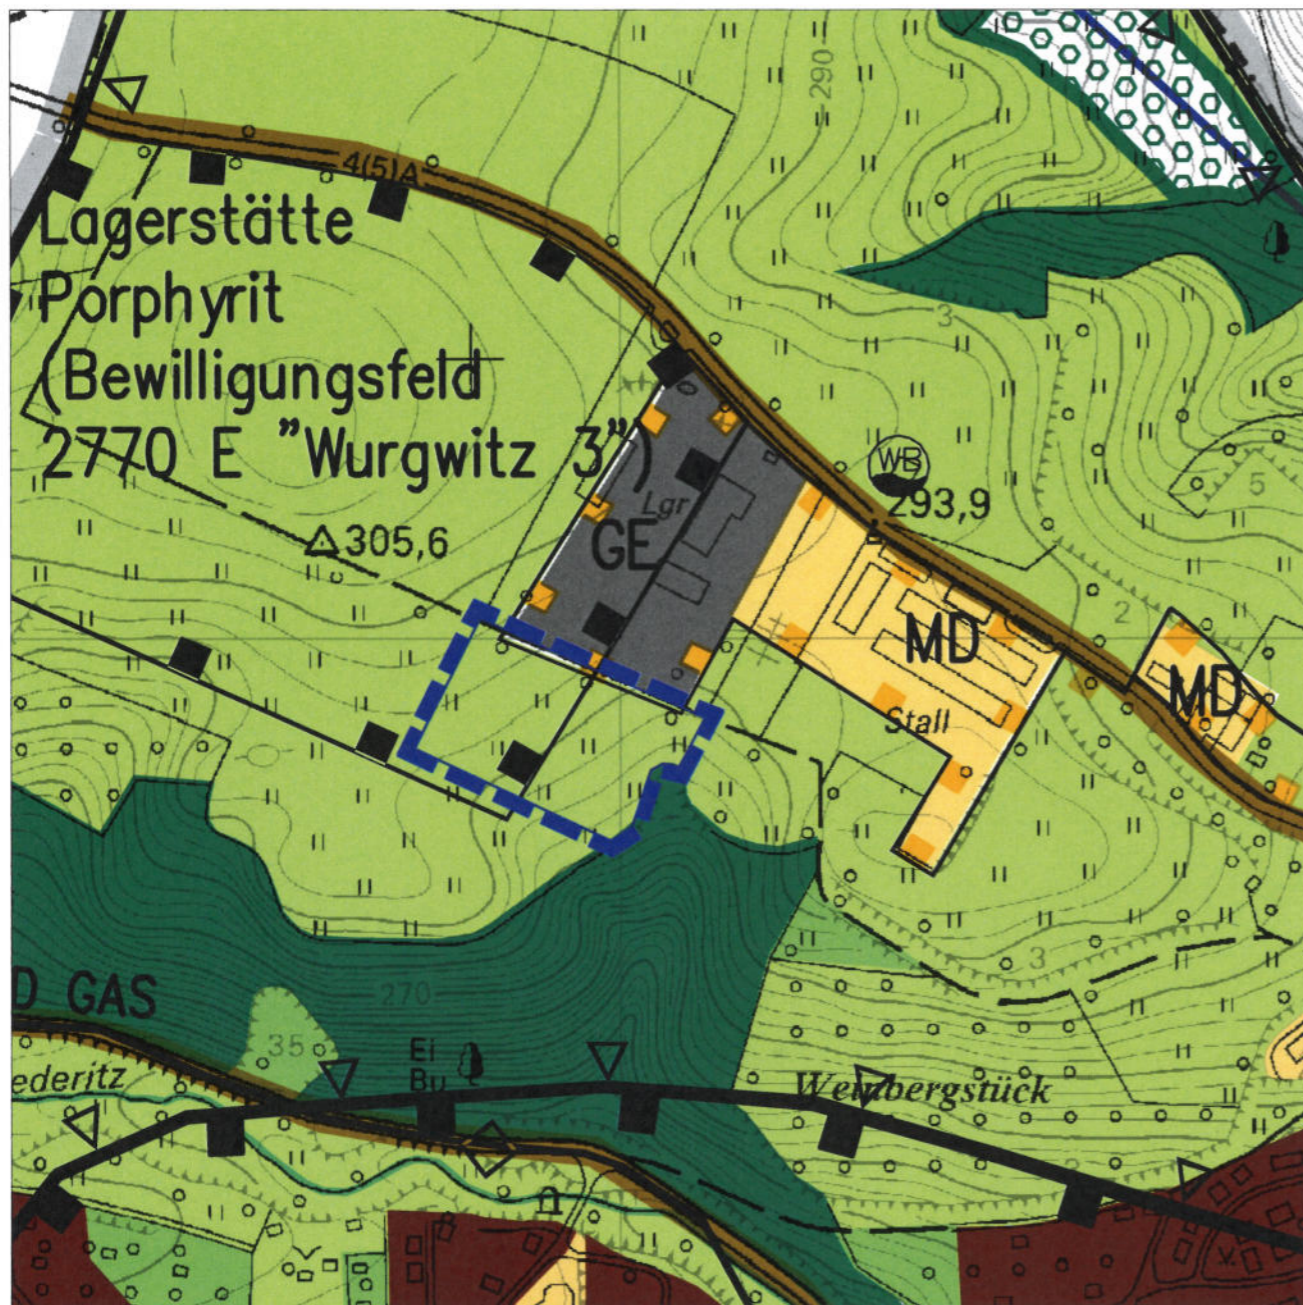 290
4(5)A
Lagerstätte
Porphyrit
(Bewilligungsfeld
2770 E "Wurgwitz 3")
3
5
WB
293,9
Lgr
GE
305,6
2
MD
MD
Stall
3
D GAS
270
35
Ei
Bu
ederitz
Weinbergstück